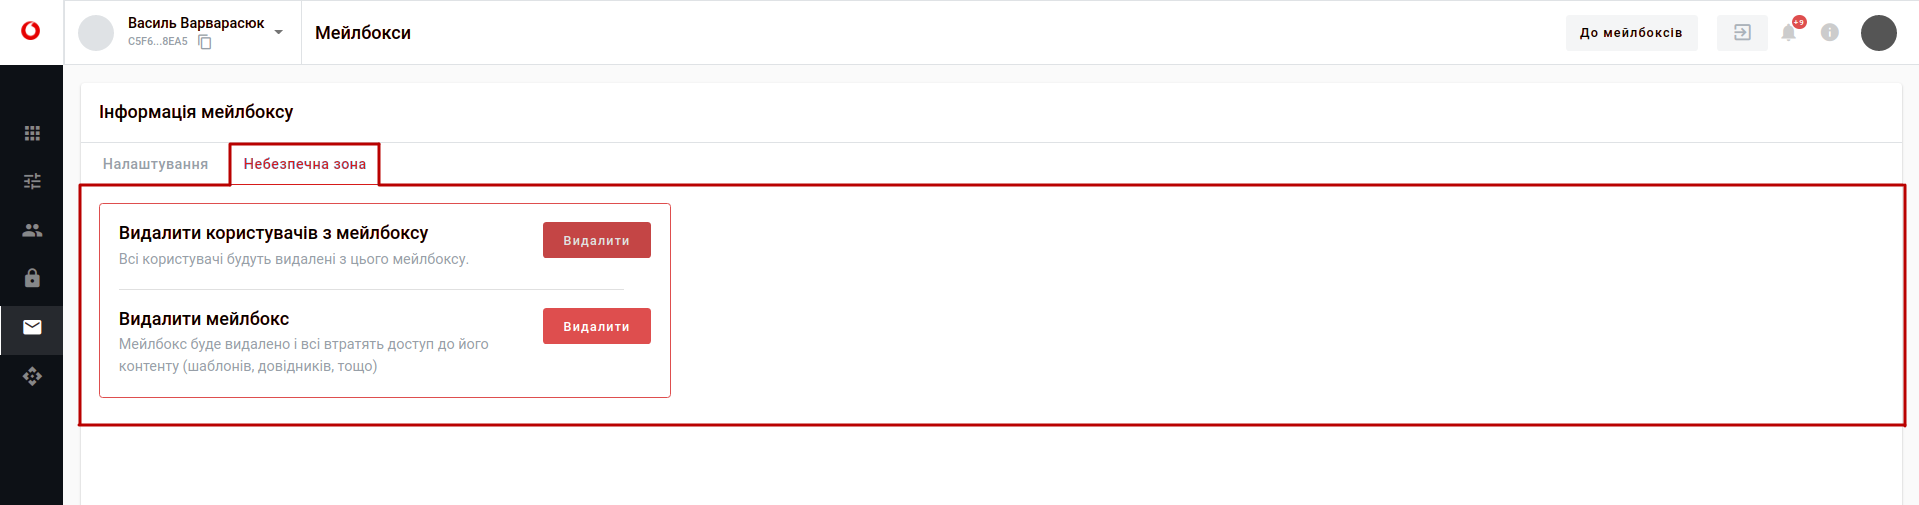 Василь Варварасюк
C5F6...8EA5
Мейлбокси
До мейлбоксів
+9
Інформація мейлбоксу
Налаштування
Небезпечна зона
Видалити користувачів з мейлбоксу
Видалити
Всі користувачі будуть видалені з цього мейлбоксу.
Видалити мейлбокс
Видалити
Мейлбокс буде видалено і всі втратять доступ до його
контенту (шаблонів, довідників, тощо)